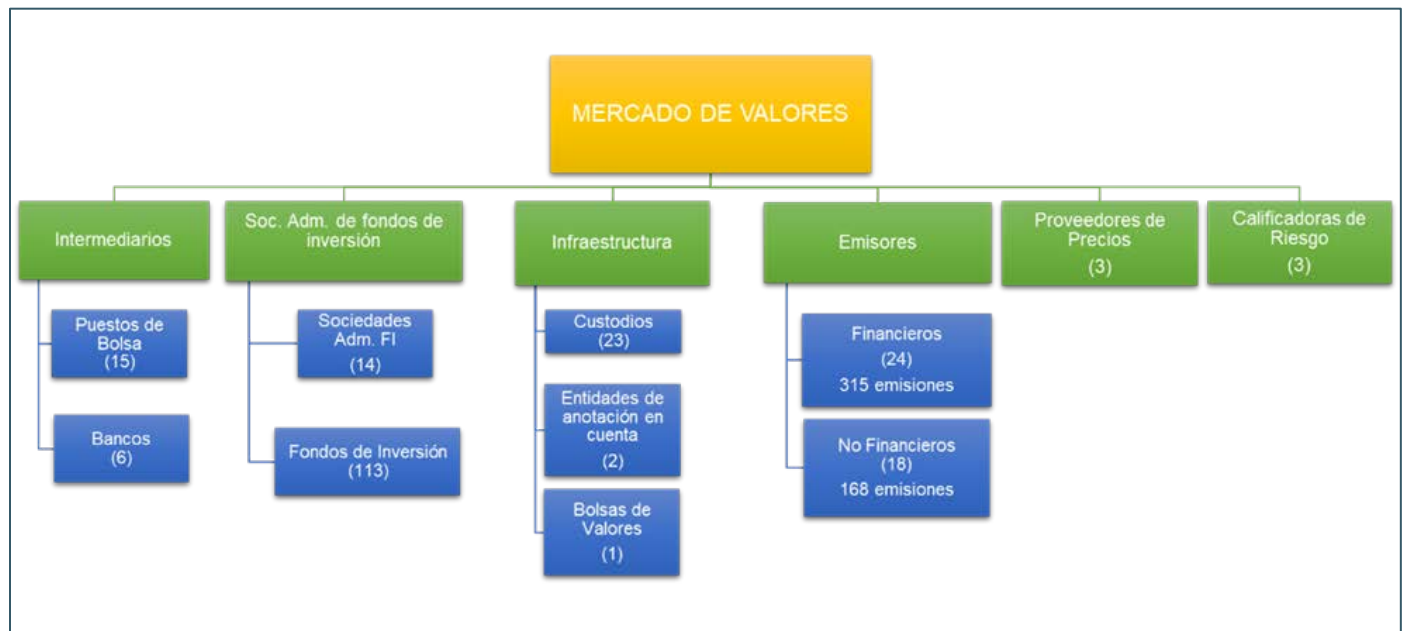 MERCADO DE VALORES
Intermediarios
Puestos de
Bolsa
(15)
Bancos
(6)
Soc. Adm. de fondos de
inversión
Sociedades
Adm. FI
(14)
Fondos de Inversión
(113)
Infraestructura
Custodios
(23)
Entidades de
anotación en
cuenta
(2)
Bolsas de
Valores
(1)
Emisores
Financieros
(24)
315 emisiones
No Financieros
(18)
168 emisiones
Proveedores de
Precios
(3)
Calificadoras de
Riesgo
(3)